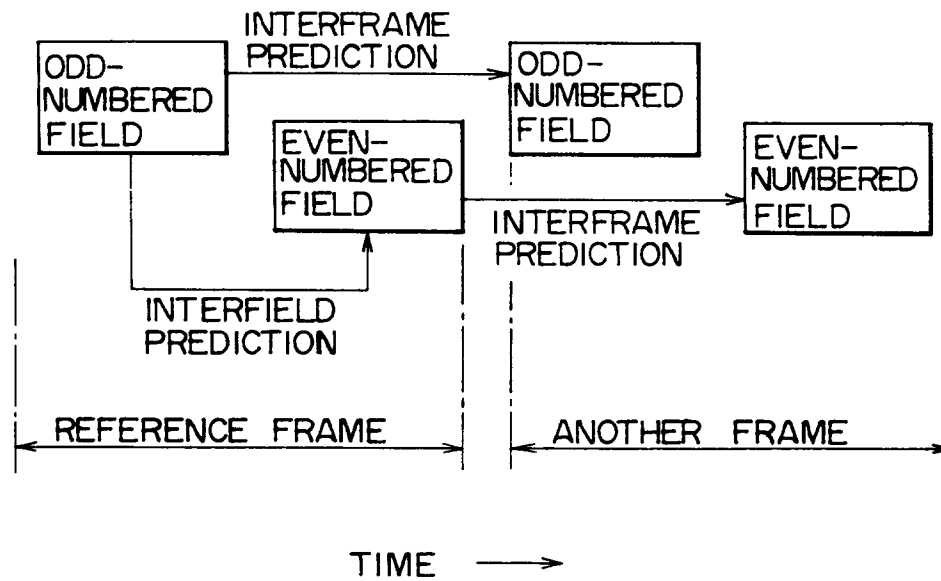 INTERFRAME
PREDICTION
ODD-
NUMBERED
FIELD
ODD-
NUMBERED
FIELD
EVEN-
NUMBERED
FIELD
EVEN-
NUMBERED
FIELD
INTERFRAME
PREDICTION
INTERFIELD
PREDICTION
REFERENCE FRAME
ANOTHER FRAME
TIME